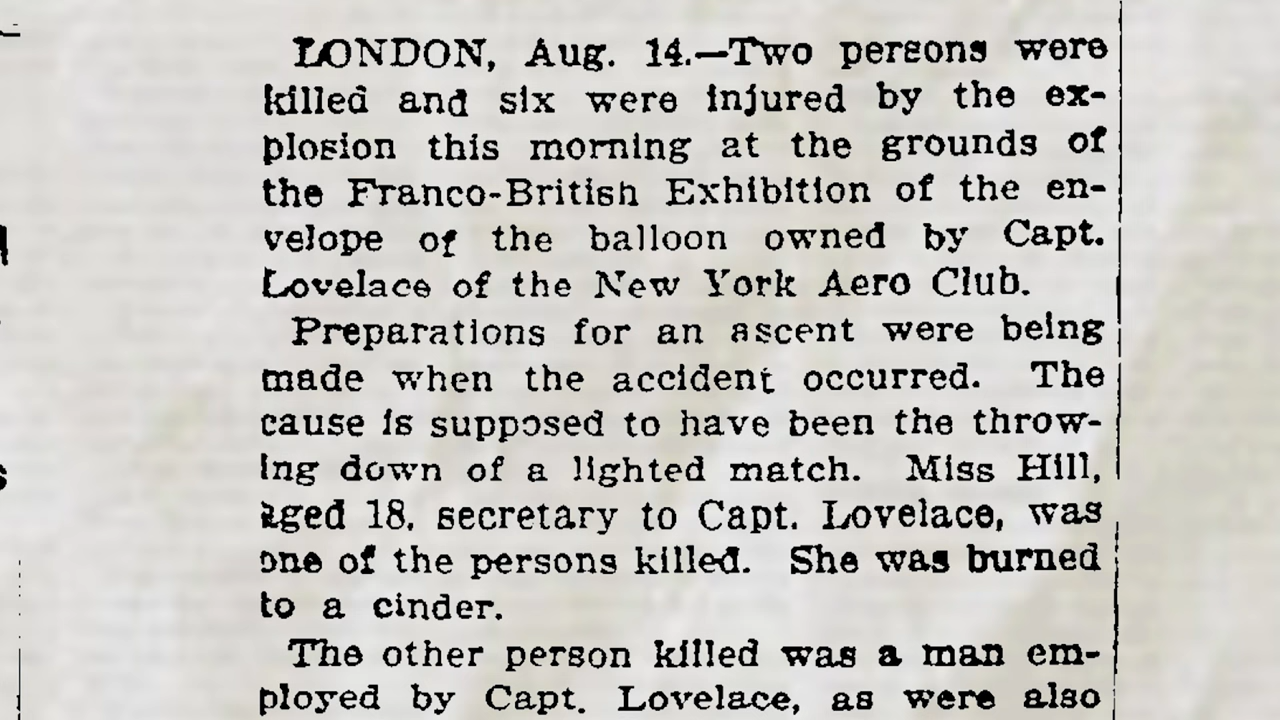 LONDON, Aug. 14.—Two persons were
killed and six were injured by the ex-
plosion this morning at the grounds of
the Franco-British Exhibition of the en-
velope of the balloon owned by Capt.
Lovelace of the New York Aero Club.
Preparations for an ascent were being
made when the accident occurred. The
cause is supposed to have been the throw-
ing down of a lighted match. Miss Hill,
aged 18, secretary to Capt. Lovelace, was
one of the persons killed. She was burned
to a cinder.
The other person killed was a man em-
ployed by Capt. Lovelace, as were also